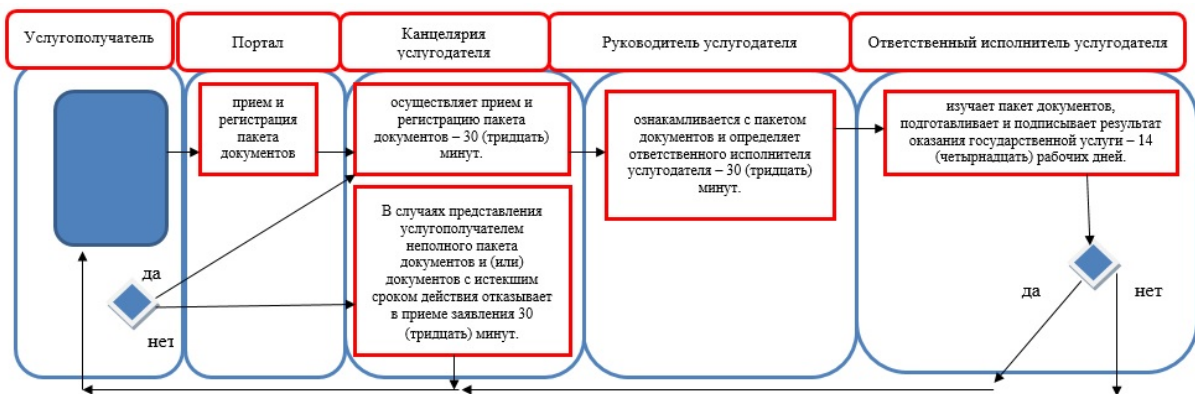 Услугополучатель
Портал
Канцелярия
услугодателя
Руководитель услугодателя
Ответственный исполнитель услугодателя
прием и
регистрация
пакета
документов
осуществляет прием и
регистрацию пакета
документов – 30 (тридцать)
минут.
ознакамливается с пакетом
документов и определяет
ответственного исполнителя
услугодателя – 30 (тридцать)
минут.
изучает пакет документов,
подготавливает и подписывает результат
оказания государственной услуги – 14
(четырнадцать) рабочих дней.
В случаях представления
услугополучателем
неполного пакета
документов и (или)
документов с истекшим
сроком действия отказывает
в приеме заявления 30
(тридцать) минут.
да
нет
да
нет